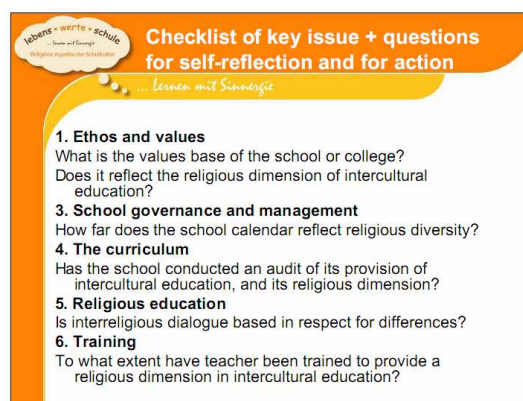 lebens • werte • schule
... lernen mit Sinnergie
Religiöse Aspekte der Schulkultur
Checklist of key issue + questions
for self-reflection and for action
... Lernen mit Sinnergie
1. Ethos and values
What is the values base of the school or college?
Does it reflect the religious dimension of intercultural
education?
3. School governance and management
How far does the school calendar reflect religious diversity?
4. The curriculum
Has the school conducted an audit of its provision of
intercultural education, and its religious dimension?
5. Religious education
Is interreligious dialogue based in respect for differences?
6. Training
To what extent have teacher been trained to provide a
religious dimension in intercultural education?